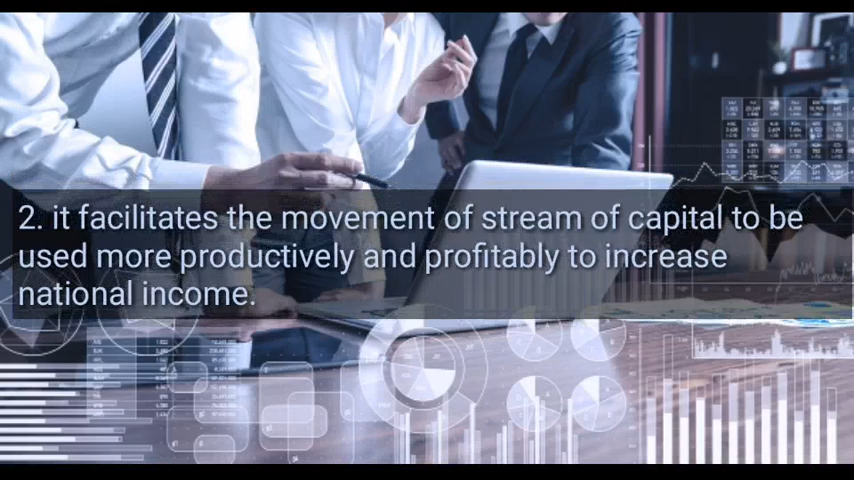 2. it facilitates the movement of stream of capital to be
used more productively and profitably to increase
national income.